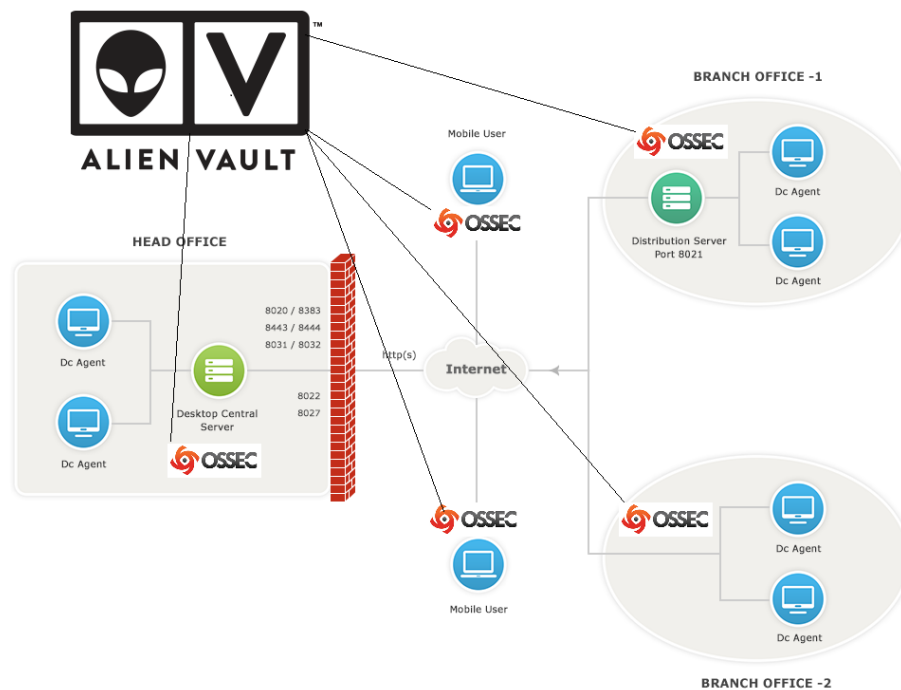 ™
ALIEN VAULT
BRANCH OFFICE -1
Mobile User
OSSEC
Dc Agent
OSSEC
Distribution Server
Port 8021
Dc Agent
HEAD OFFICE
8020 / 8383
8443 / 8444
8031 / 8032
Dc Agent
http(s)
Internet
8022
8027
Desktop Central
Server
Dc Agent
OSSEC
OSSEC
Mobile User
OSSEC
Dc Agent
Dc Agent
BRANCH OFFICE -2